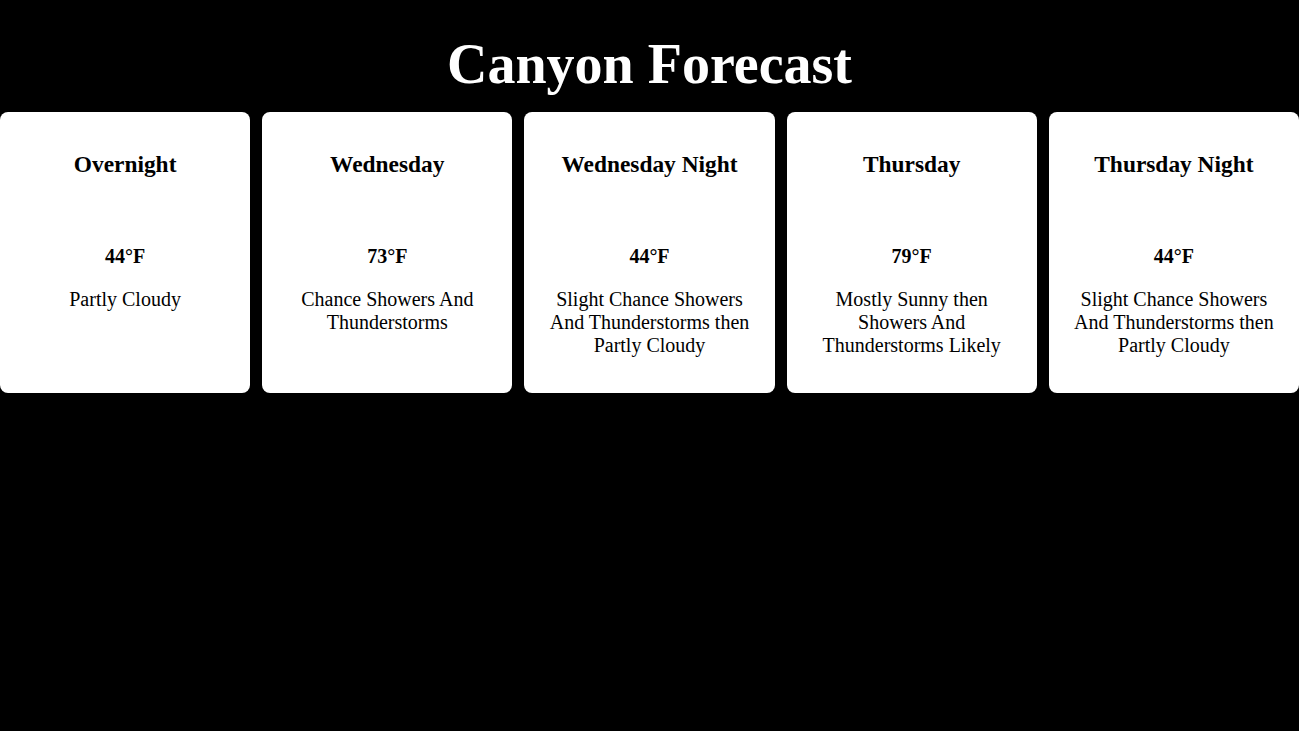 Canyon Forecast
Overnight
44°F
Partly Cloudy
Wednesday
73°F
Chance Showers And
Thunderstorms
Wednesday Night
44°F
Slight Chance Showers
And Thunderstorms then
Partly Cloudy
Thursday
79°F
Mostly Sunny then
Showers And
Thunderstorms Likely
Thursday Night
44°F
Slight Chance Showers
And Thunderstorms then
Partly Cloudy